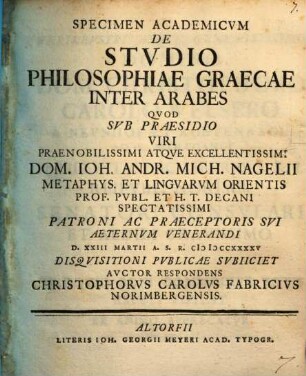 7.
SPECIMEN ACADEMICVM
DE
STVDIO
PHILOSOPHIAE GRAECAE
INTER ARABES
QVOD
SVB PRAESIDIO
VIRI
PRAENOBILISSIMI ATQVE EXCELLENTISSIMI
DOM. IOH. ANDR. MICH. NAGELII
METAPHYS. ET LINGVARVM ORIENTIS
PROF. PVBL. ET H. T. DECANI
SPECTATISSIMI
PATRONI AC PRAECEPTORIS SVI
AETERNVM VENERANDI
D. XXIII MARTII A. S. R. CIƆIƆCCXXXXV
DISQVISITIONI PVBLICAE SVBIICIET
AVCTOR RESPONDENS
CHRISTOPHORVS CAROLVS FABRICIVS
NORIMBERGENSIS.
ALTORFII
LITERIS IOH. GEORGII MEYERI ACAD. TYPOGR.